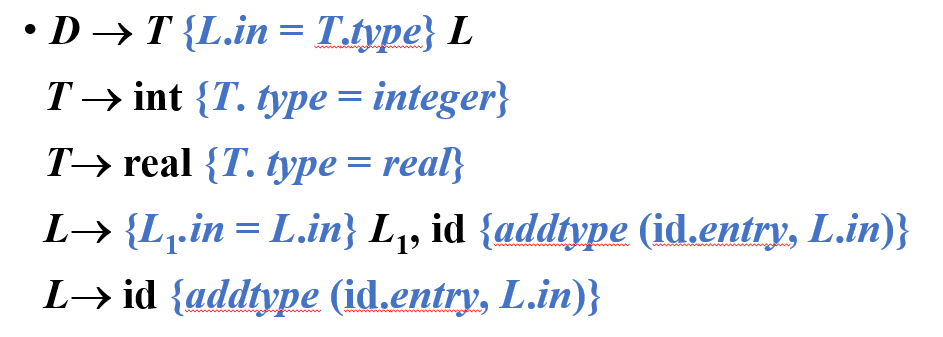 • D → T {L.in = T.type} L
T → int {T. type = integer}
T→ real {T. type = real}
L→ {L₁.in = L.in} L₁, id {addtype (id.entry, L.in)}
L→ id {addtype (id.entry, L.in)}